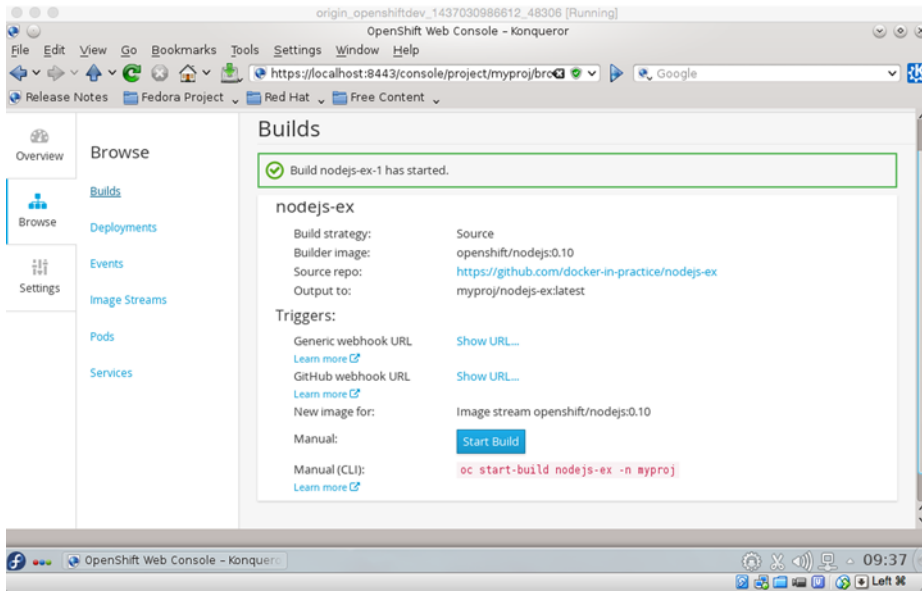 origin_openshiftdev_1437030986612_48306 [Running]
OpenShift Web Console – Konqueror
File Edit View Go Bookmarks Tools Settings Window Help
https://localhost:8443/console/project/myproj/bro
Google
Release Notes Fedora Project Red Hat Free Content
Overview
Browse
Settings
Browse
Builds
Deployments
Events
Image Streams
Pods
Services
Builds
Build nodejs-ex-1 has started.
nodejs-ex
Build strategy: Source
Builder image: openshift/nodejs:0.10
Source repo: https://github.com/docker-in-practice/nodejs-ex
Output to: myproj/nodejs-ex:latest
Triggers:
Generic webhook URL Show URL...
Learn more
GitHub webhook URL Show URL...
Learn more
New image for: Image stream openshift/nodejs:0.10
Manual: Start Build
Manual (CLI): oc start-build nodejs-ex -n myproj
Learn more
OpenShift Web Console – Konquero
09:37
Left ⌘